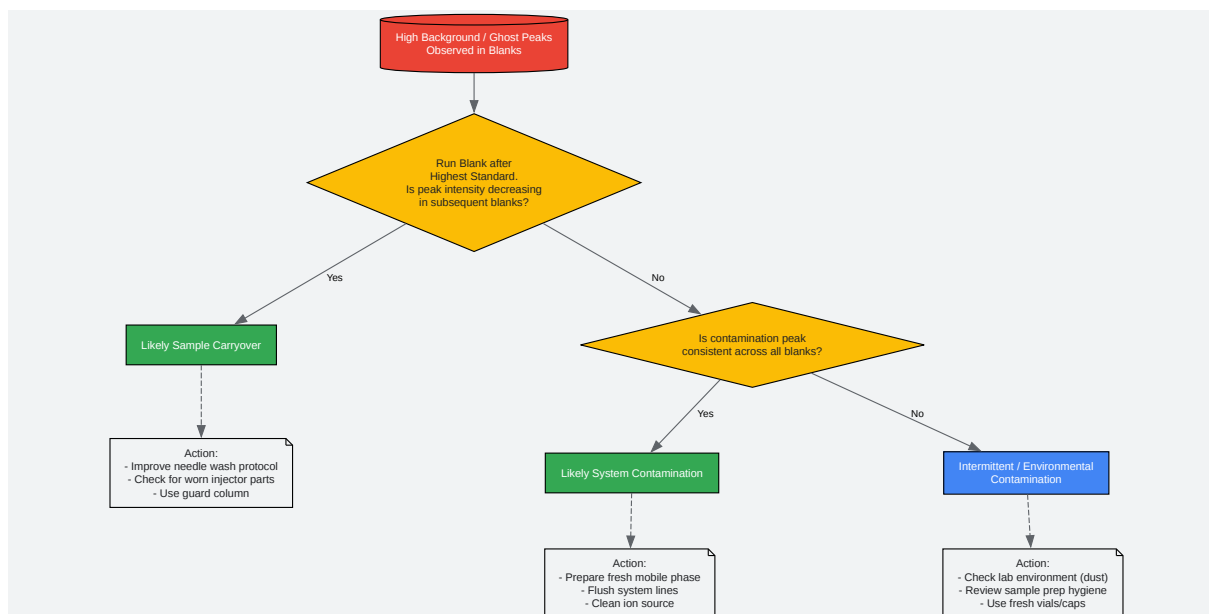 High Background / Ghost Peaks
Observed in Blanks
Run Blank after
Highest Standard.
Is peak intensity decreasing
in subsequent blanks?
Yes
No
Likely Sample Carryover
Is contamination peak
consistent across all blanks?
Action:
- Improve needle wash protocol
- Check for worn injector parts
- Use guard column
Yes
No
Likely System Contamination
Intermittent / Environmental
Contamination
Action:
- Prepare fresh mobile phase
- Flush system lines
- Clean ion source
Action:
- Check lab environment (dust)
- Review sample prep hygiene
- Use fresh vials/caps